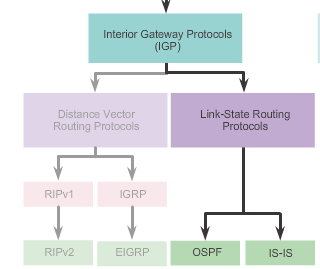 Interior Gateway Protocols
(IGP)
Distance Vector
Routing Protocols
Link-State Routing
Protocols
RIPv1
IGRP
RIPv2
EIGRP
OSPF
IS-IS